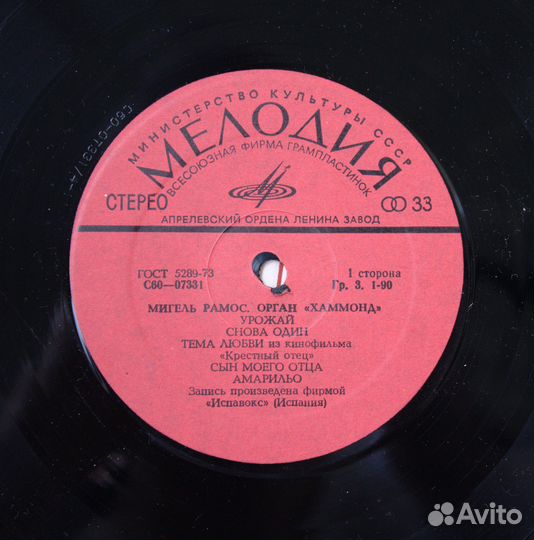 МИНИСТЕРСТВО КУЛЬТУРЫ СССР
МЕЛОДИЯ
ВСЕСОЮЗНАЯ ФИРМА ГРАМПЛАСТИНОК
СТЕРЕО
33
АПРЕЛЕВСКИЙ ОРДЕНА ЛЕНИНА ЗАВОД
ГОСТ 5289-73
С60—07331
1 сторона
Гр. 3. 1-90
МИГЕЛЬ РАМОС. ОРГАН «ХАММОНД»
УРОЖАЙ
СНОВА ОДИН
ТЕМА ЛЮБВИ из кинофильма
«Крестный отец»
СЫН МОЕГО ОТЦА
АМАРИЛЬО
Запись произведена фирмой
«Испавокс» (Испания)
Avito